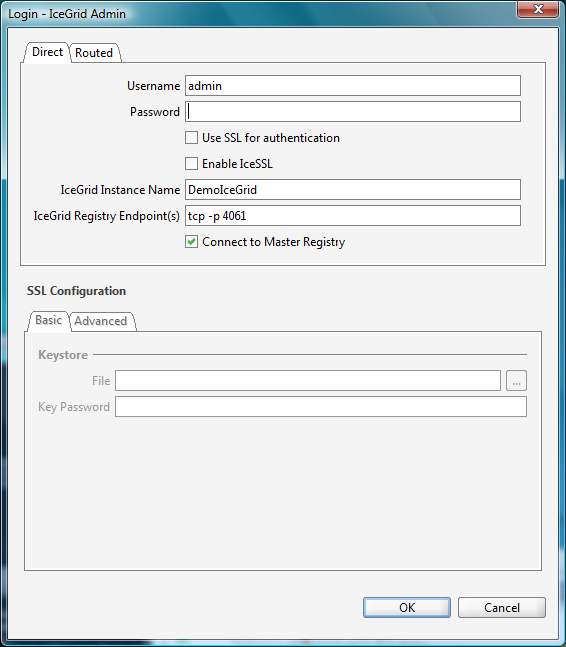 Login - IceGrid Admin
Direct Routed
Username admin
Password
Use SSL for authentication
Enable IceSSL
IceGrid Instance Name DemoIceGrid
IceGrid Registry Endpoint(s) tcp -p 4061
Connect to Master Registry
SSL Configuration
Basic Advanced
Keystore
File ...
Key Password
OK Cancel